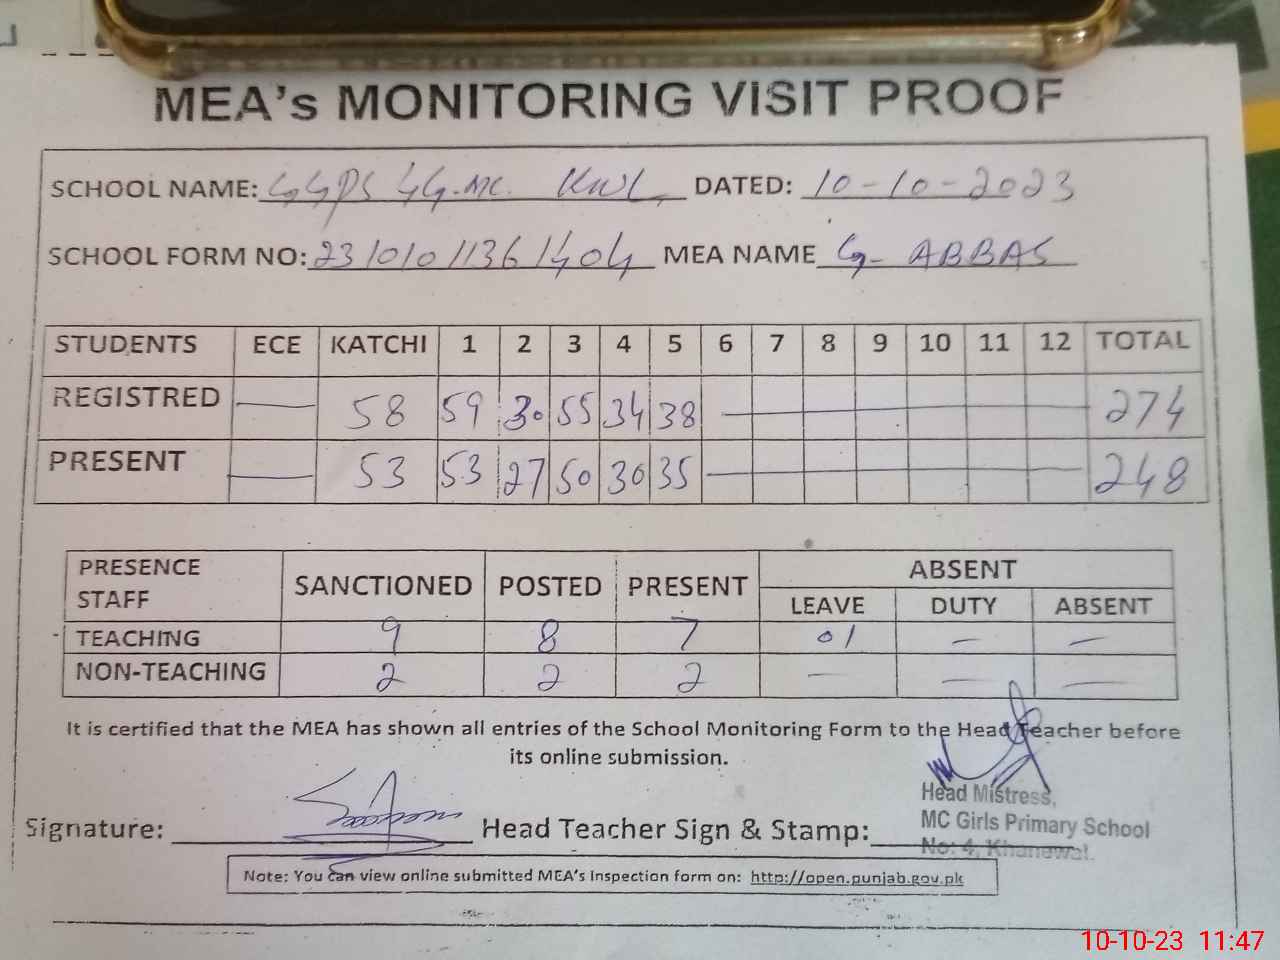 MEA's MONITORING VISIT PROOF
SCHOOL NAME: GGPS 4G.MC. KWL DATED: 10-10-2023
SCHOOL FORM NO: 23101011361404 MEA NAME G- ABBAS
STUDENTS ECE KATCHI 1 2 3 4 5 6 7 8 9 10 11 12 TOTAL
REGISTRED — 58 59 30 55 34 38 — 274
PRESENT — 53 53 27 50 30 35 — 248
PRESENCE STAFF SANCTIONED POSTED PRESENT ABSENT
LEAVE DUTY ABSENT
TEACHING 9 8 7 01 — —
NON-TEACHING 2 2 2 — — —
It is certified that the MEA has shown all entries of the School Monitoring Form to the Head Teacher before
its online submission.
Head Mistress,
MC Girls Primary School
No: 4, Khanewal.
Signature: Head Teacher Sign & Stamp:
Note: You can view online submitted MEA's Inspection form on: http://open.punjab.gov.pk
10-10-23 11:47